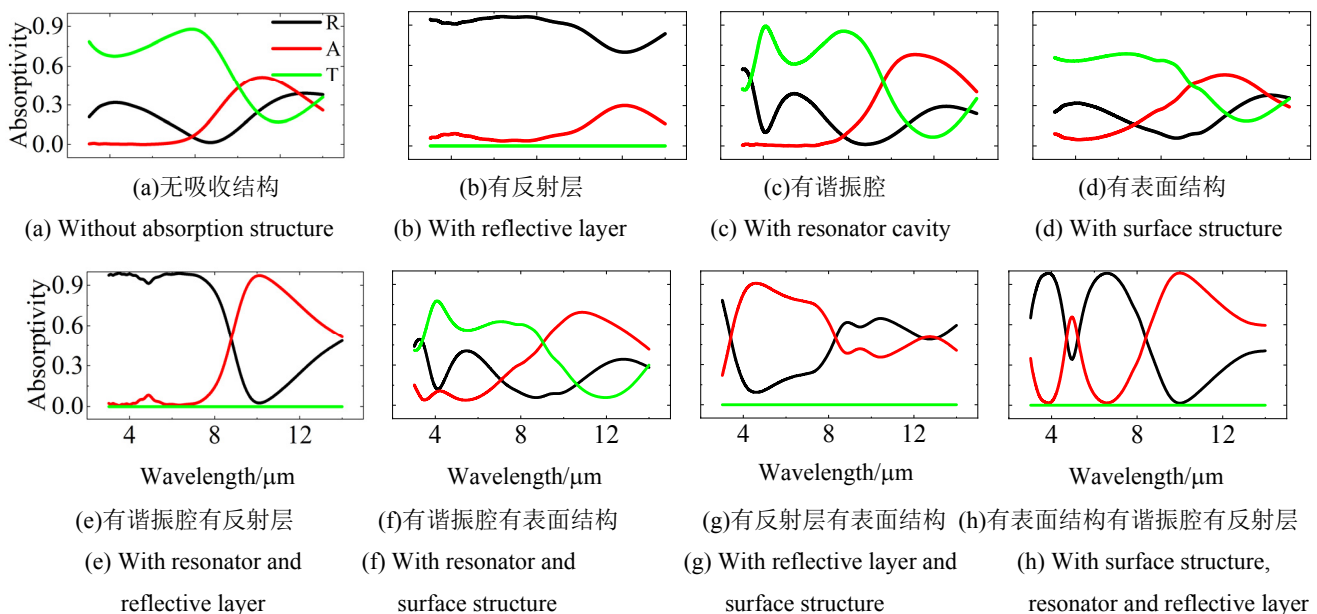 0.9
0.6
0.3
0.0
Absorptivity
R
A
T
(a)无吸收结构
(b)有反射层
(c)有谐振腔
(d)有表面结构
(a) Without absorption structure
(b) With reflective layer
(c) With resonator cavity
(d) With surface structure
0.9
0.6
0.3
0.0
Absorptivity
4 8 12
4 8 12
4 8 12
4 8 12
Wavelength/μm
Wavelength/μm
Wavelength/μm
Wavelength/μm
(e)有谐振腔有反射层
(f)有谐振腔有表面结构
(g)有反射层有表面结构
(h)有表面结构有谐振腔有反射层
(e) With resonator and
reflective layer
(f) With resonator and
surface structure
(g) With reflective layer and
surface structure
(h) With surface structure,
resonator and reflective layer